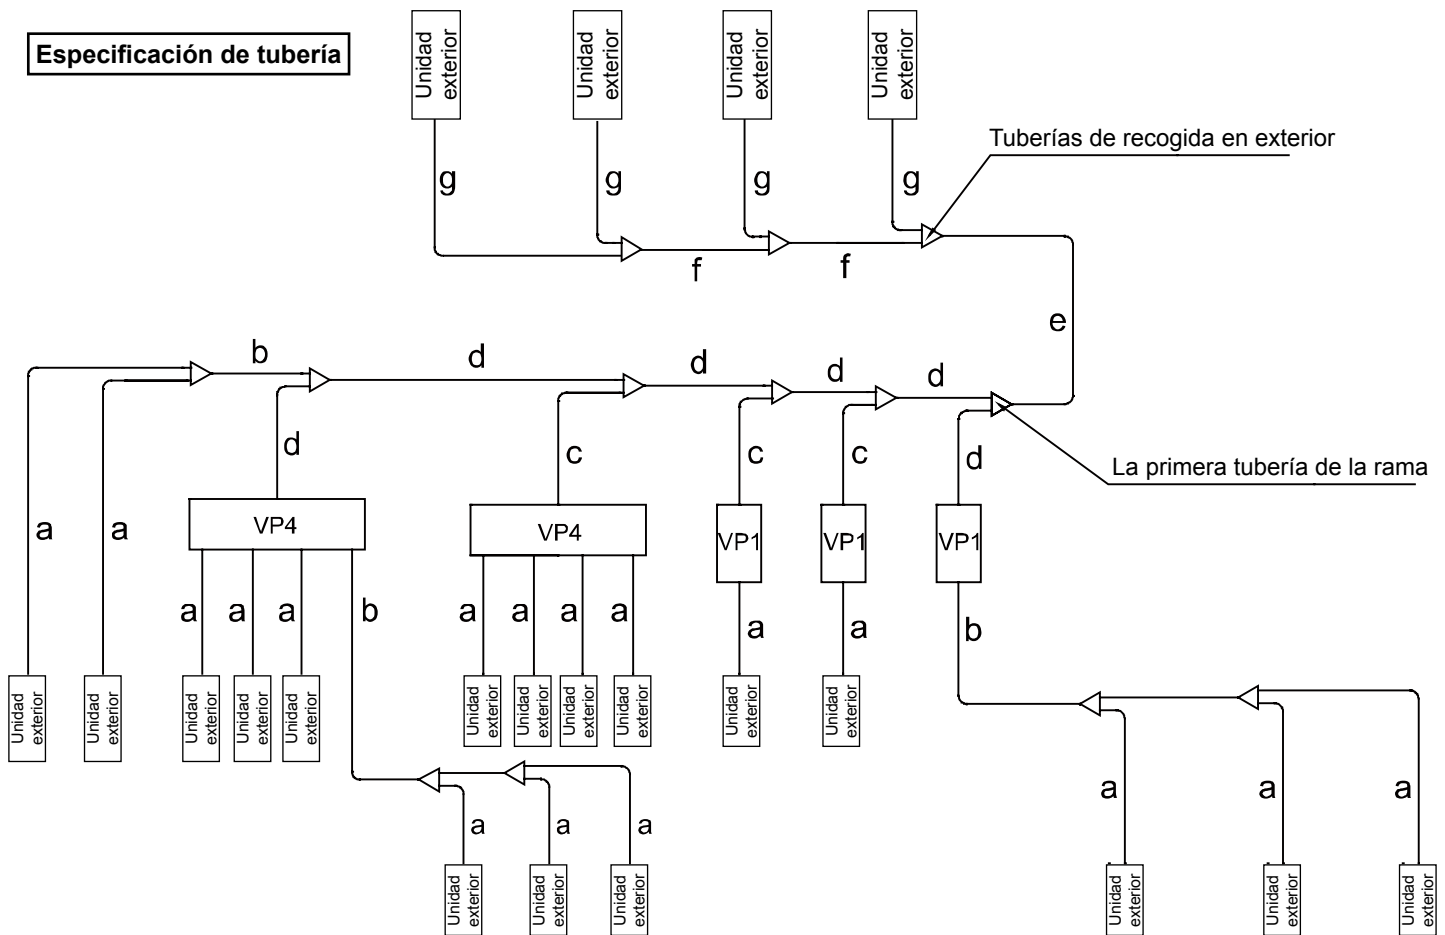 Especificación de tubería
Unidad
exterior
Unidad
exterior
Unidad
exterior
Unidad
exterior
Tuberías de recogida en exterior
g
g
g
g
f
f
e
b
d
d
d
d
d
c
c
c
d
La primera tubería de la rama
a
a
VP4
VP4
VP1
VP1
VP1
a
a
a
b
a
a
a
a
a
a
b
Unidad
exterior
Unidad
exterior
Unidad
exterior
Unidad
exterior
Unidad
exterior
Unidad
exterior
Unidad
exterior
Unidad
exterior
Unidad
exterior
Unidad
exterior
Unidad
exterior
a
a
a
a
a
a
Unidad
exterior
Unidad
exterior
Unidad
exterior
Unidad
exterior
Unidad
exterior
Unidad
exterior